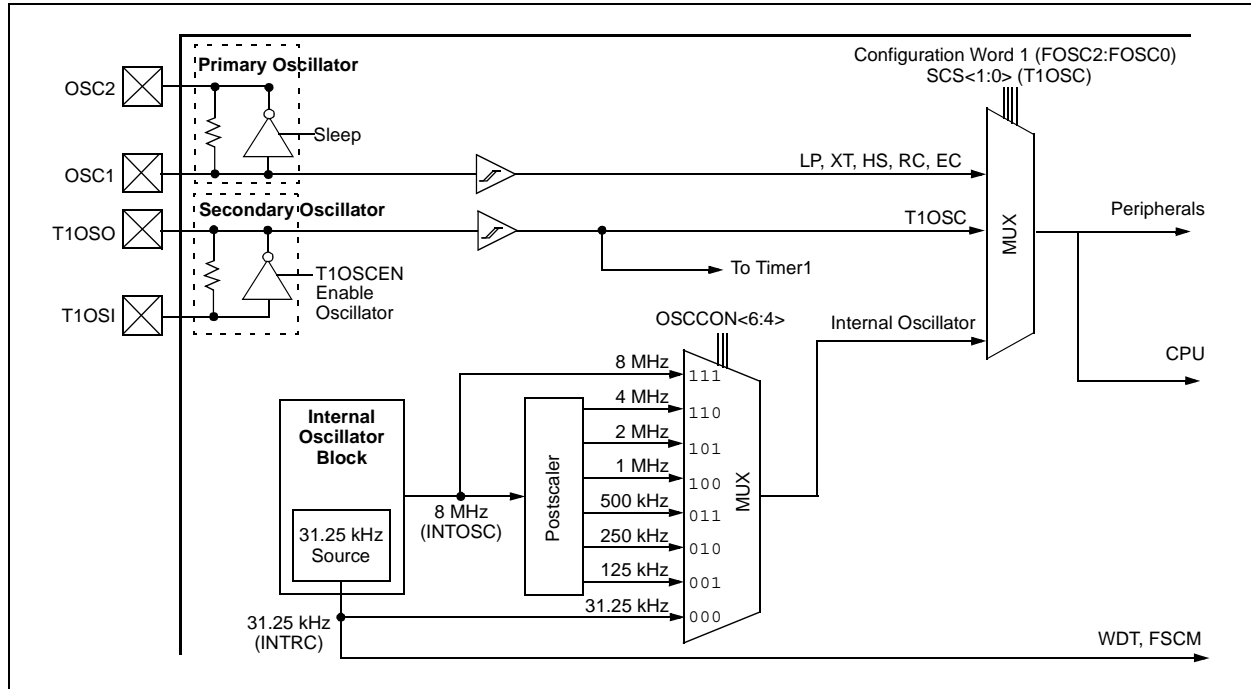 Configuration Word 1 (FOSC2:FOSC0)
SCS<1:0> (T1OSC)
Primary Oscillator
OSC2
Sleep
OSC1
LP, XT, HS, RC, EC
Secondary Oscillator
T1OSO
T1OSC
MUX
Peripherals
To Timer1
T1OSCEN
Enable
Oscillator
T1OSI
OSCCON<6:4>
Internal Oscillator
CPU
8 MHz
111
Internal
Oscillator
Block
4 MHz
110
2 MHz
101
1 MHz
100
8 MHz
(INTOSC)
Postscaler
MUX
500 kHz
011
31.25 kHz
Source
250 kHz
010
125 kHz
001
31.25 kHz
000
31.25 kHz
(INTRC)
WDT, FSCM